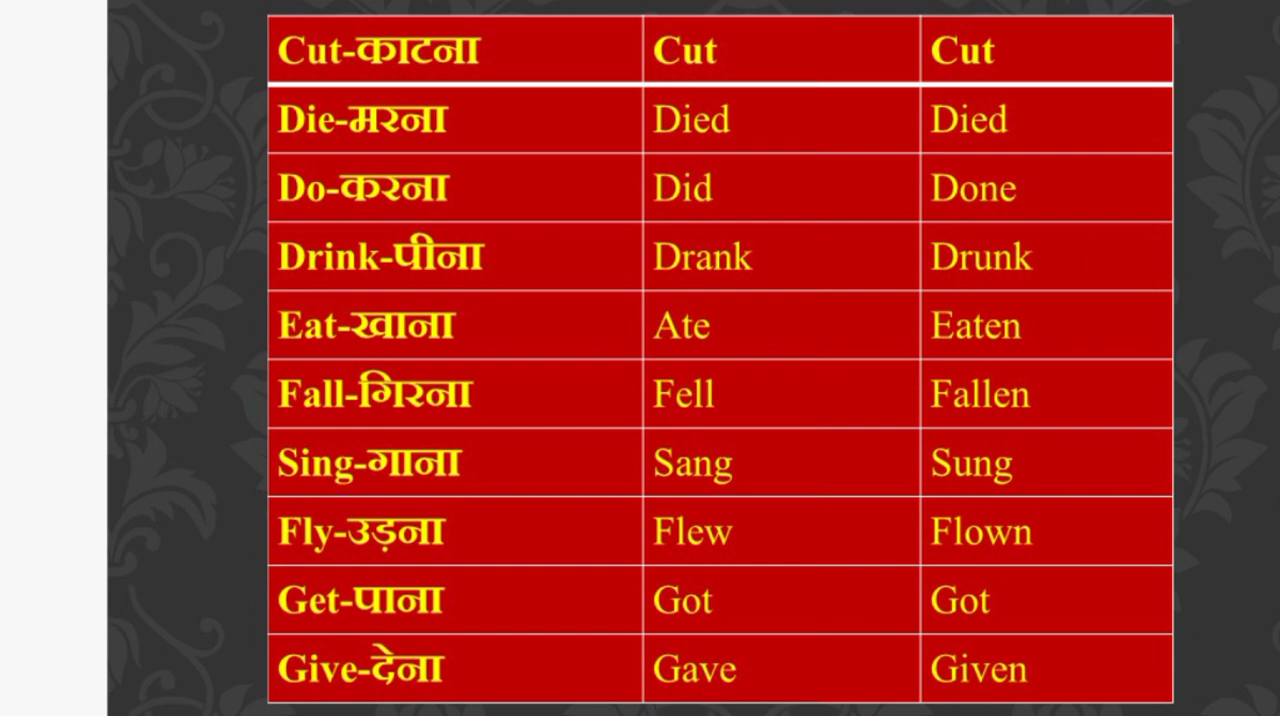 Cut-काटना Cut Cut
Die-मरना Died Died
Do-करना Did Done
Drink-पीना Drank Drunk
Eat-खाना Ate Eaten
Fall-गिरना Fell Fallen
Sing-गाना Sang Sung
Fly-उड़ना Flew Flown
Get-पाना Got Got
Give-देना Gave Given